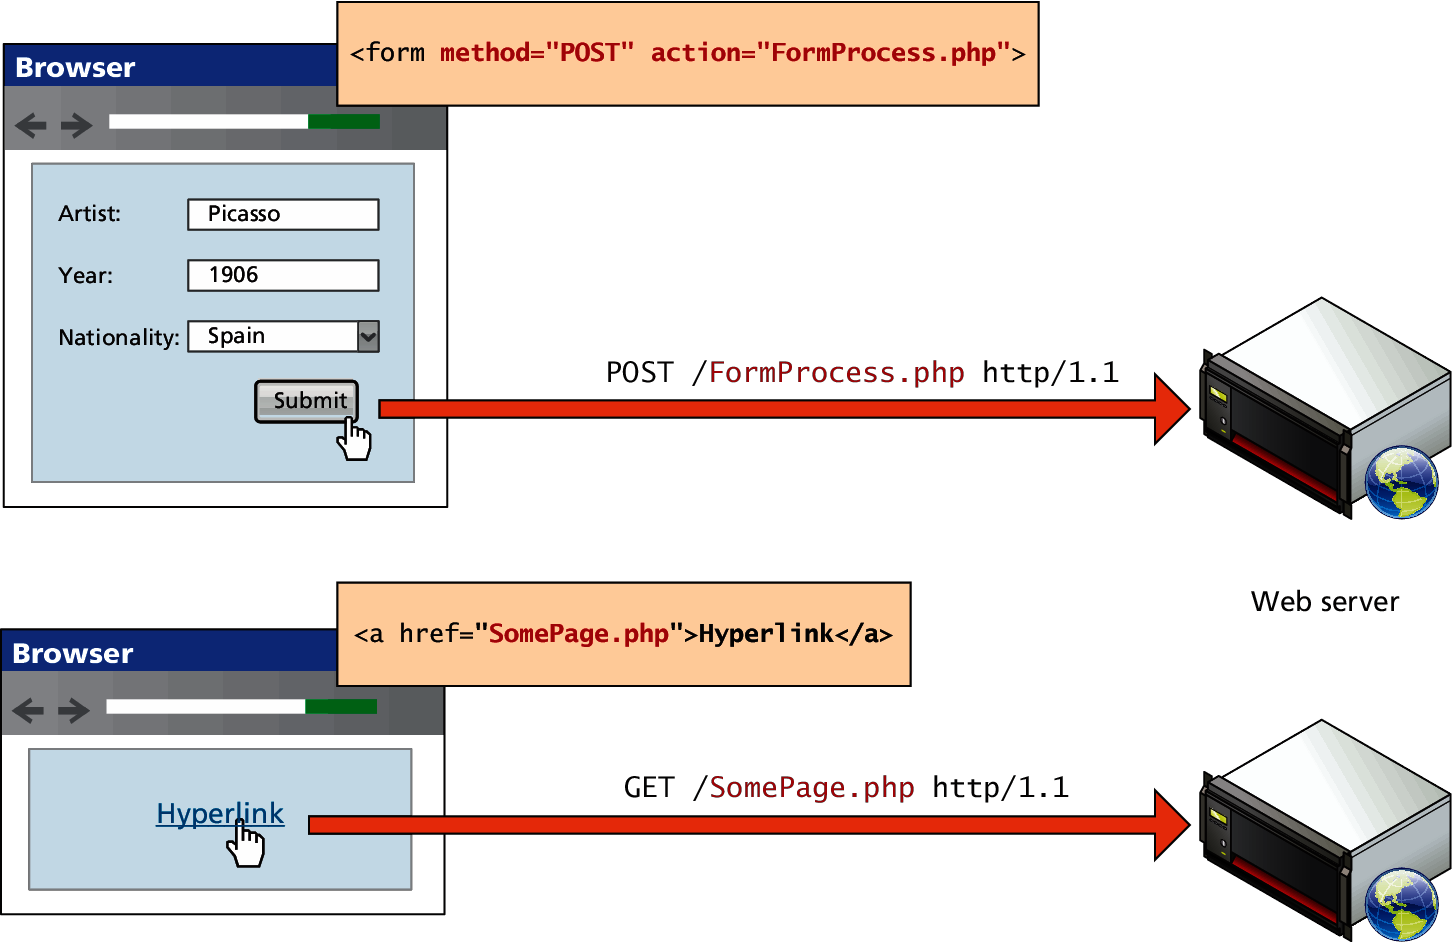 <form method="POST" action="FormProcess.php">
Browser
Artist: Picasso
Year: 1906
Nationality: Spain
Submit
POST /FormProcess.php http/1.1
Web server
<a href="SomePage.php">Hyperlink</a>
Browser
Hyperlink
GET /SomePage.php http/1.1